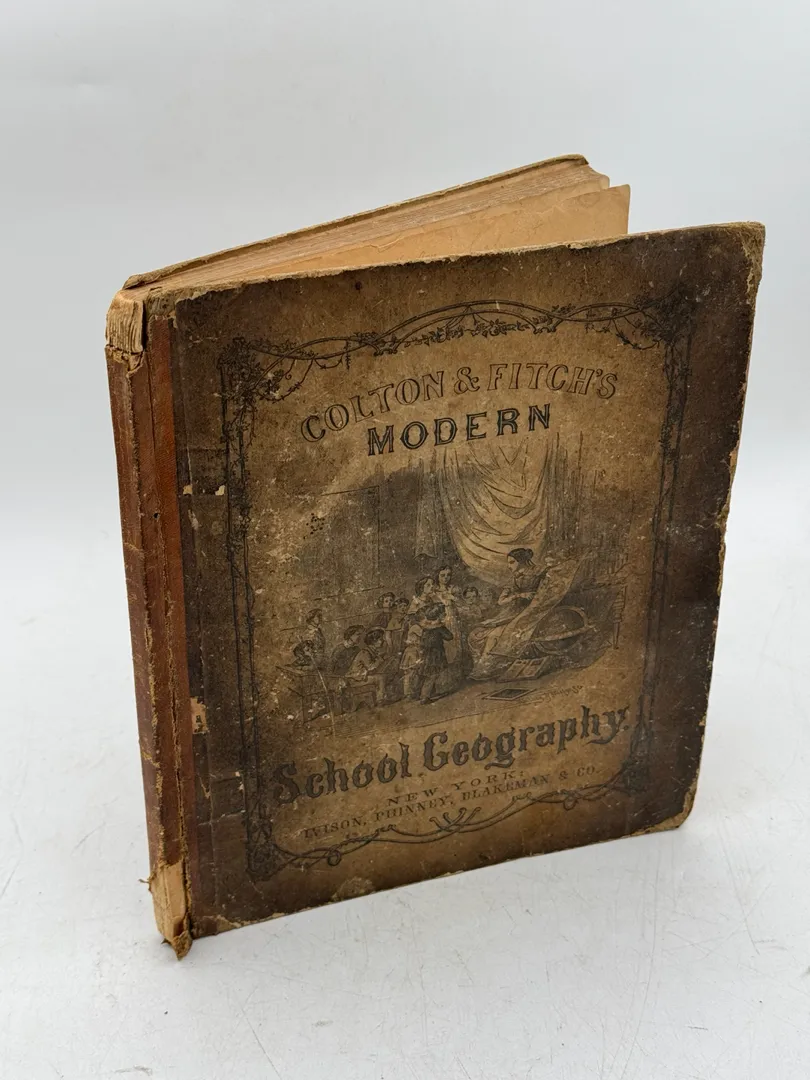 COLTON & FITCH'S
MODERN
School Geography.
NEW YORK:
IVISON, PHINNEY, BLAKEMAN & CO.